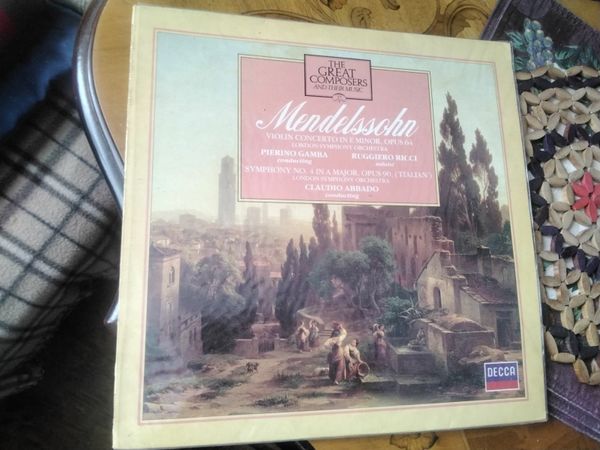 THE
GREAT
COMPOSERS
AND THEIR MUSIC
Mendelssohn
VIOLIN CONCERTO IN E MINOR, OPUS 64
LONDON SYMPHONY ORCHESTRA
PIERINO GAMBA RUGGIERO RICCI
conducting soloist
SYMPHONY NO. 4 IN A MAJOR, OPUS 90, ('ITALIAN')
LONDON SYMPHONY ORCHESTRA
CLAUDIO ABBADO
conducting
DECCA